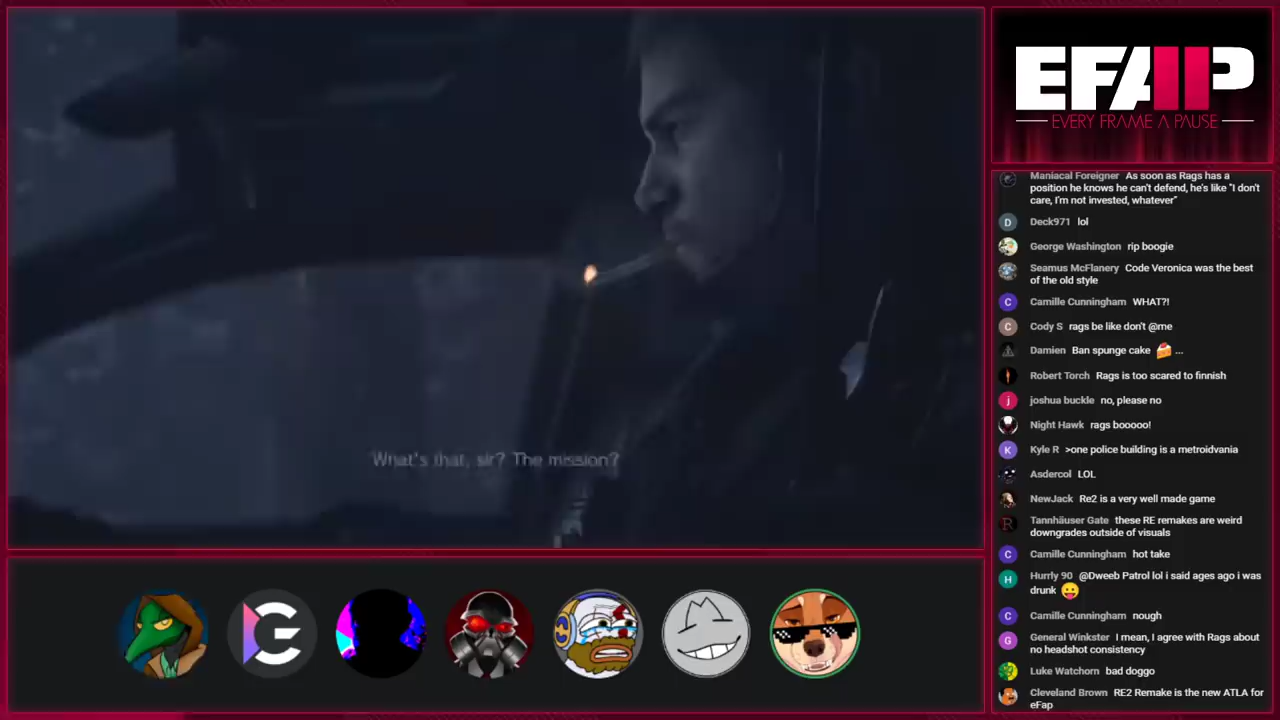 What's that, sir? The mission?
EFAP
EVERY FRAME A PAUSE
Maniacal Foreigner As soon as Rags has a
position he knows he can't defend, he's like "I don't
care, I'm not invested, whatever"
D
Deck971 lol
George Washington rip boogie
Seamus McFlanery Code Veronica was the best
of the old style
C
Camille Cunningham WHAT?!
C
Cody S rags be like don't @me
Damien Ban spunge cake 🍰 ...
Robert Torch Rags is too scared to finnish
j
joshua buckle no, please no
Night Hawk rags booooo!
K
Kyle R >one police building is a metroidvania
Asdercol LOL
NewJack Re2 is a very well made game
R
Tannhäuser Gate these RE remakes are weird
downgrades outside of visuals
C
Camille Cunningham hot take
H
Hurrly 90 @Dweeb Patrol lol i said ages ago i was
drunk 😛
C
Camille Cunningham nough
G
General Winkster I mean, I agree with Rags about
no headshot consistency
Luke Watchorn bad doggo
Cleveland Brown RE2 Remake is the new ATLA for
eFap